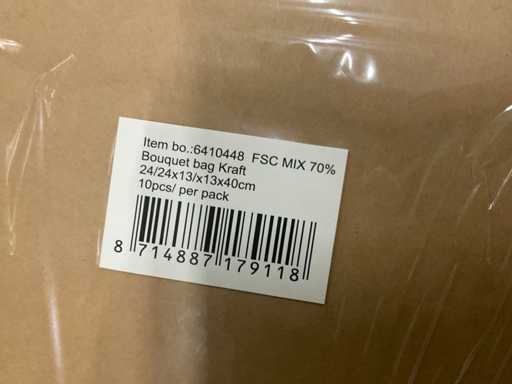 Item bo.:6410448 FSC MIX 70%
Bouquet bag Kraft
24/24x13/x13x40cm
10pcs/ per pack
8 714887 179118